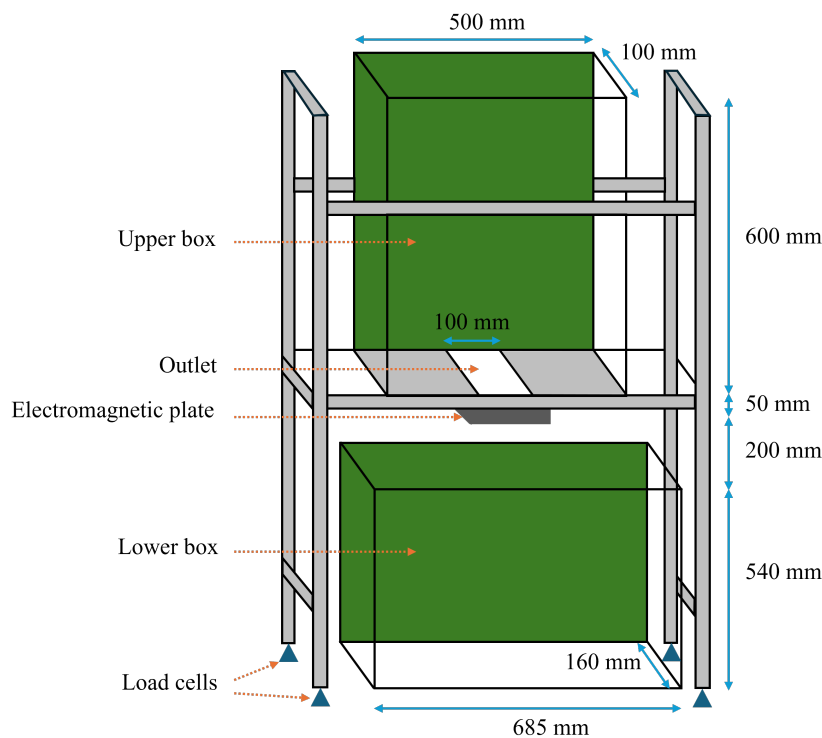 500 mm
100 mm
Upper box
600 mm
100 mm
Outlet
Electromagnetic plate
50 mm
200 mm
Lower box
540 mm
160 mm
Load cells
685 mm